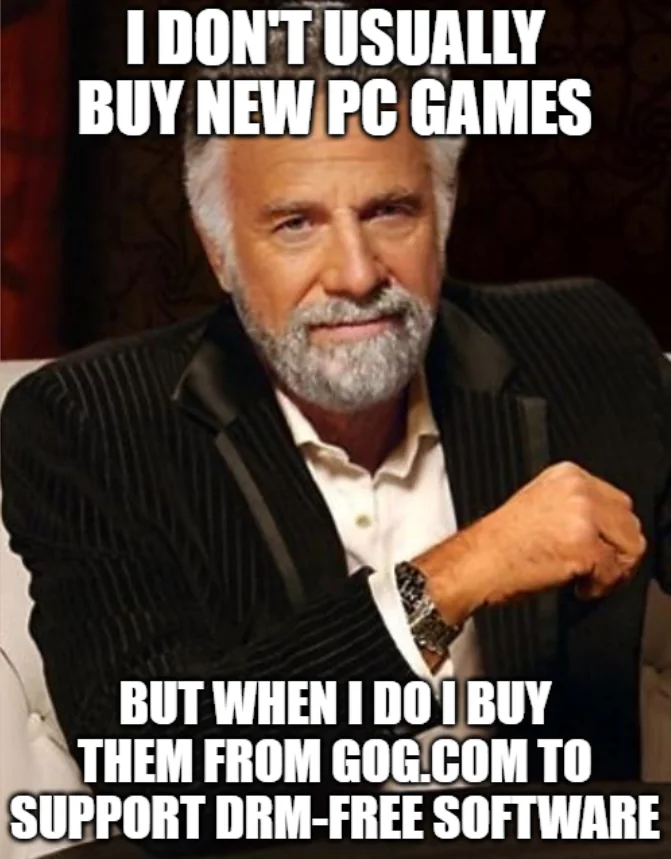 I DON'T USUALLY
BUY NEW PC GAMES
BUT WHEN I DO I BUY
THEM FROM GOG.COM TO
SUPPORT DRM-FREE SOFTWARE